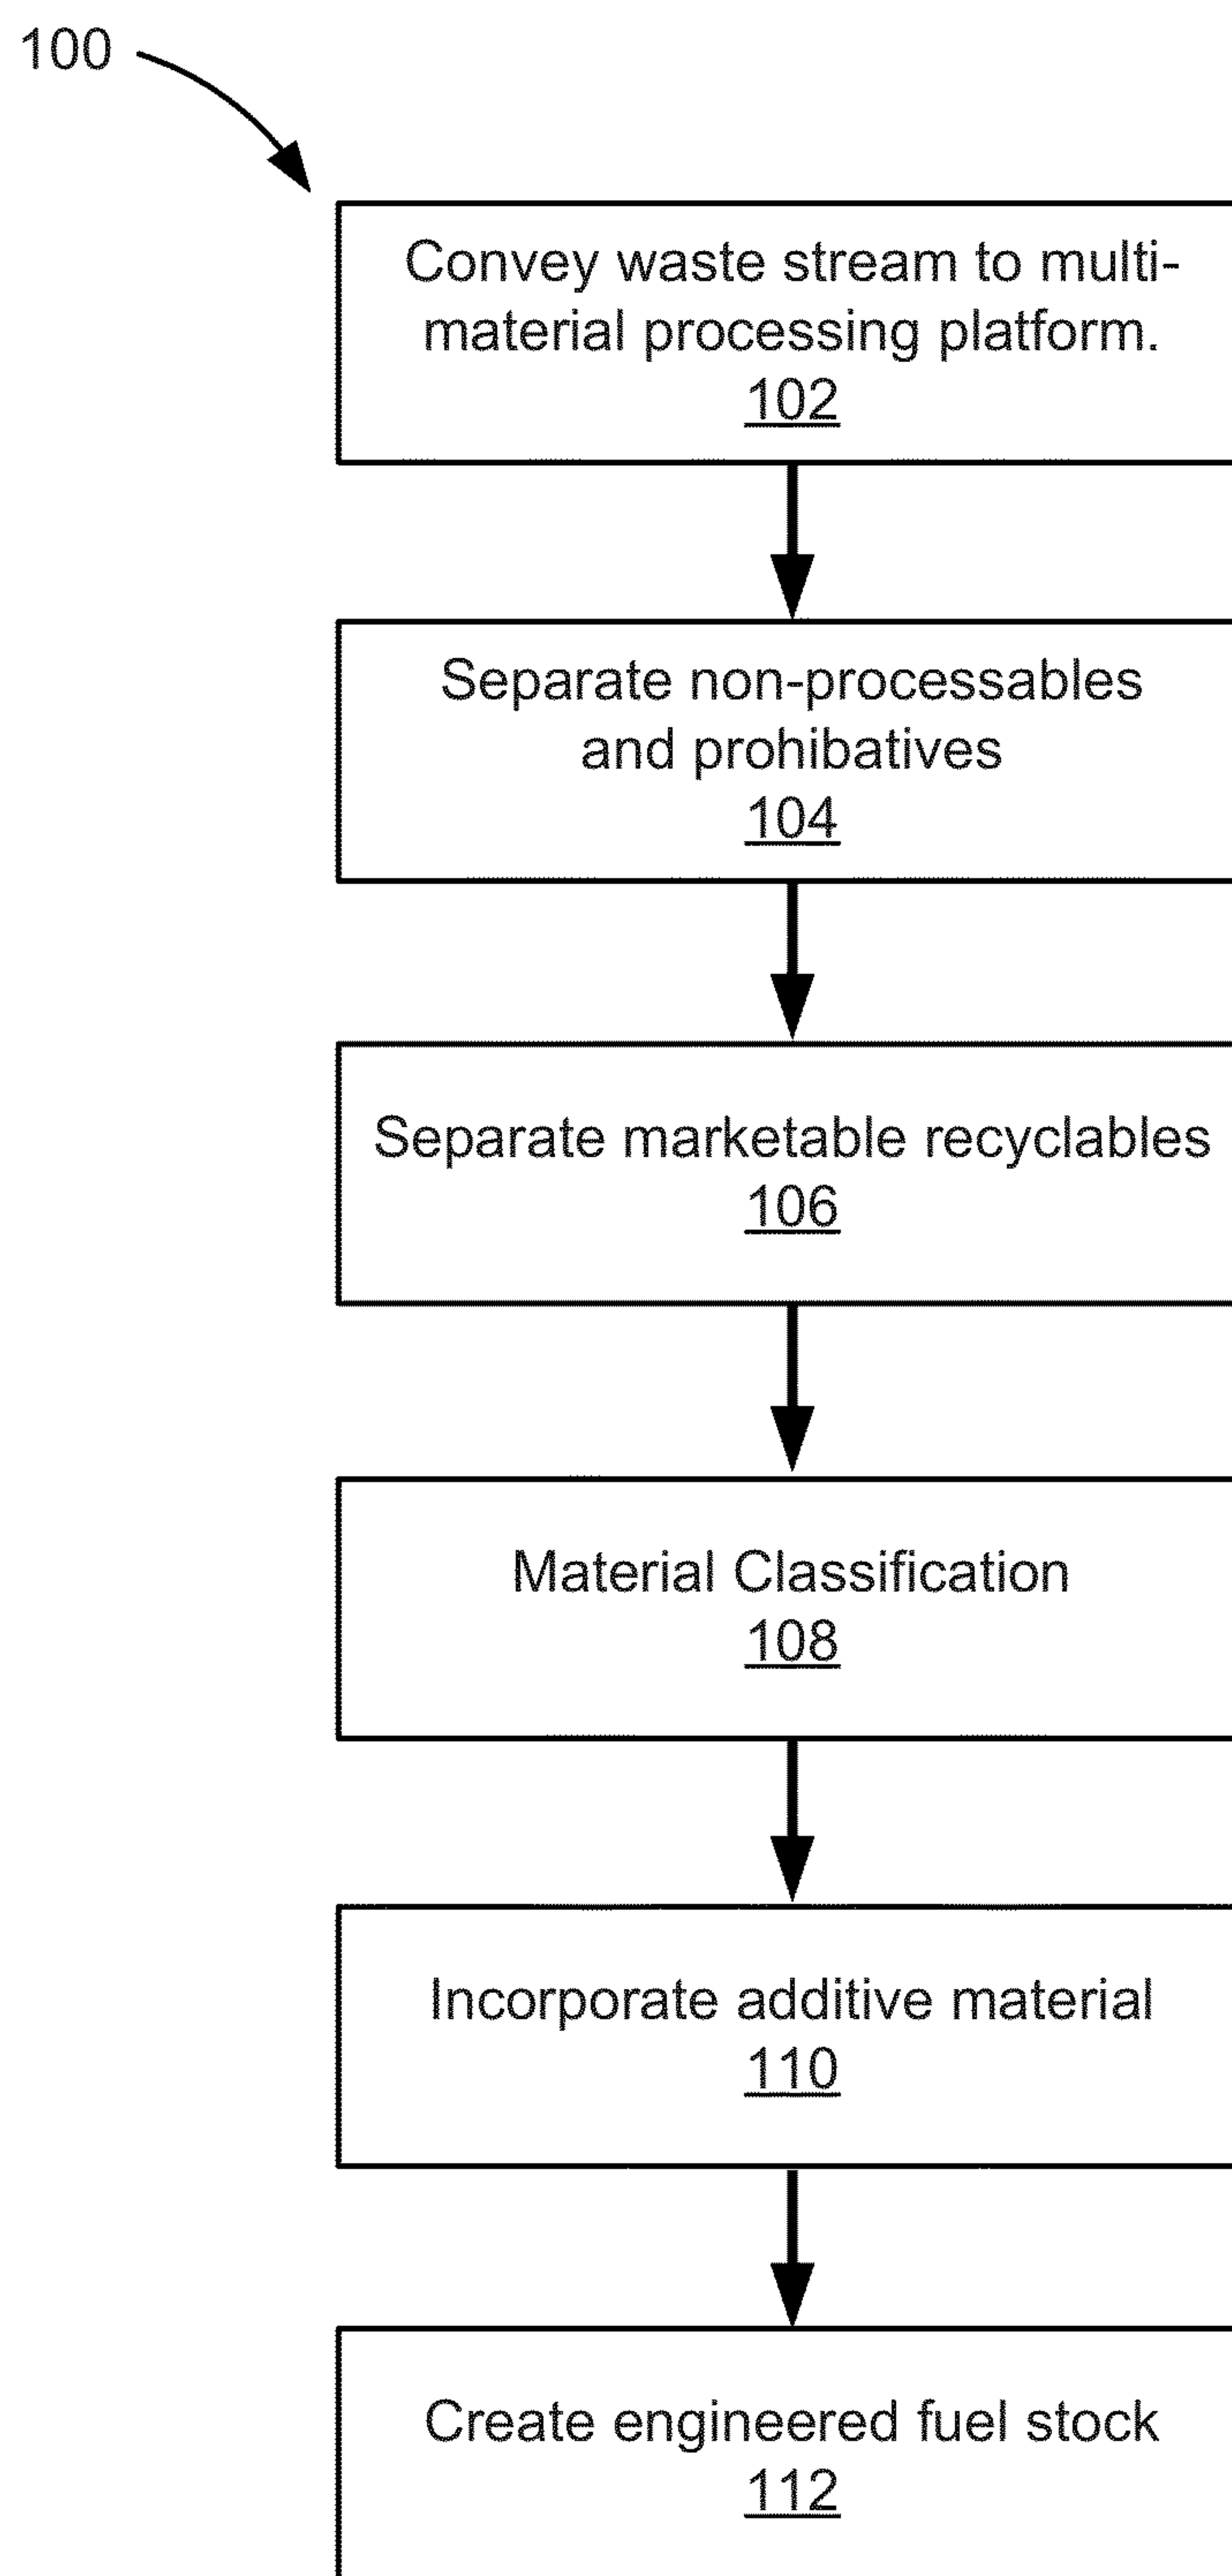 100
Convey waste stream to multi-
material processing platform.
102
Separate non-processables
and prohibatives
104
Separate marketable recyclables
106
Material Classification
108
Incorporate additive material
110
Create engineered fuel stock
112